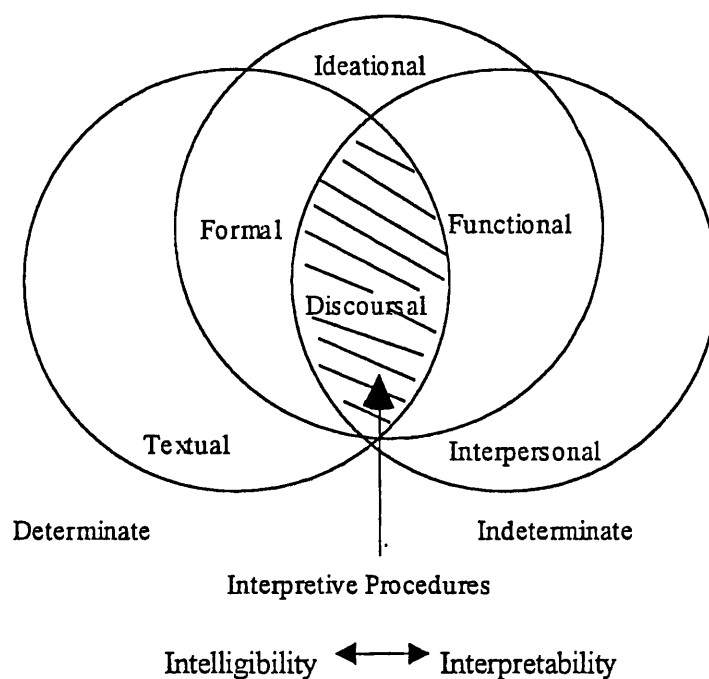 Ideational
Formal
Functional
Discoursal
Textual
Interpersonal
Determinate
Indeterminate
Interpretive Procedures
Intelligibility
Interpretability